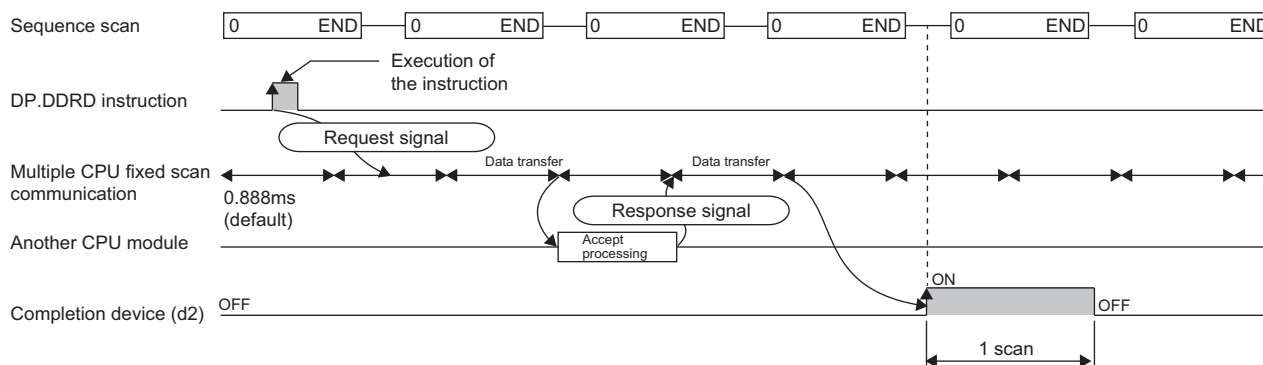 Sequence scan
0 END 0 END 0 END 0 END 0 END 0 END
Execution of
the instruction
DP.DDRD instruction
Request signal
Data transfer Data transfer
Multiple CPU fixed scan
communication
0.888ms
(default)
Response signal
Another CPU module
Accept
processing
ON
Completion device (d2) OFF OFF
1 scan